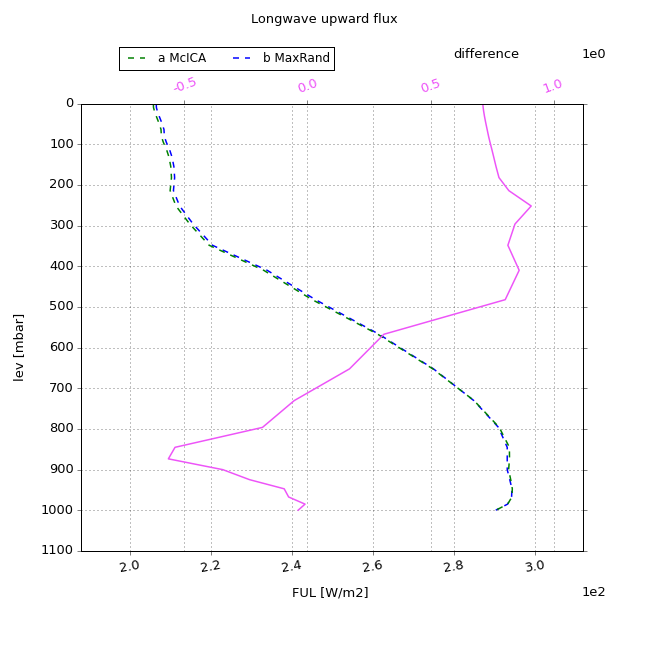 Longwave upward flux
a McICA b MaxRand
difference 1e0
-0.5 0.0 0.5 1.0
0
100
200
300
400
500
600
700
800
900
1000
1100
lev [mbar]
2.0 2.2 2.4 2.6 2.8 3.0
FUL [W/m2] 1e2